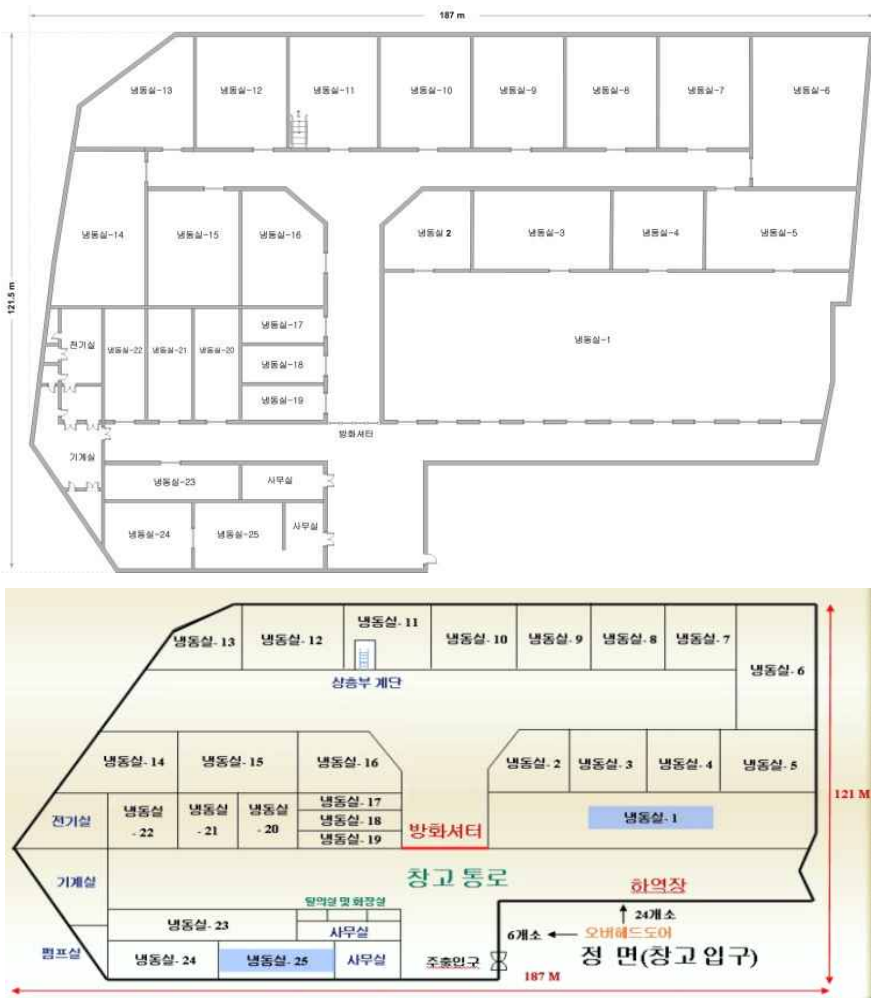 187 m
냉동실-13
냉동실-12
냉동실-11
냉동실-10
냉동실-9
냉동실-8
냉동실-7
냉동실-6
냉동실-14
냉동실-15
냉동실-16
냉동실 2
냉동실-3
냉동실-4
냉동실-5
121.5 m
전기실
냉동실-22
냉동실-21
냉동실-20
냉동실-17
냉동실-18
냉동실-19
냉동실-1
방화셔터
기계실
냉동실-23
사무실
냉동실-24
냉동실-25
사무실
냉동실- 13
냉동실- 12
냉동실- 11
냉동실- 10
냉동실- 9
냉동실- 8
냉동실- 7
냉동실- 6
상층부 계단
냉동실- 14
냉동실- 15
냉동실- 16
냉동실- 2
냉동실- 3
냉동실- 4
냉동실- 5
121 M
전기실
냉동실
- 22
냉동실
- 21
냉동실
- 20
냉동실- 17
냉동실- 18
냉동실- 19
방화셔터
냉동실- 1
기계실
창고 통로
하역장
탈의실 및 화장실
24개소
냉동실- 23
사무실
6개소
오버헤드도어
펌프실
냉동실- 24
냉동실- 25
사무실
주출입구
정 면(창고 입구)
187 M